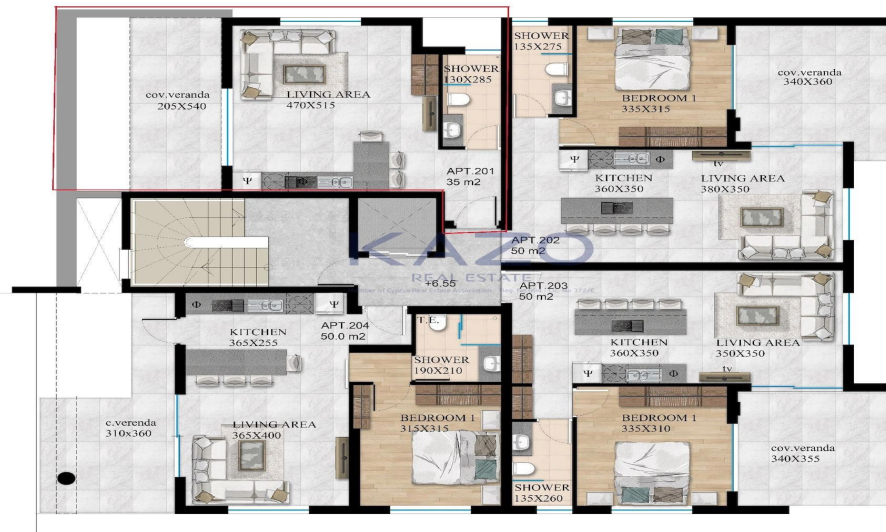 SHOWER
130X285
LIVING AREA
470X515
cov.veranda
205X540
APT.201
35 m2
Ψ
Φ
SHOWER
135X275
BEDROOM 1
335X315
cov.veranda
340X360
Ψ
Φ
tv
KITCHEN
360X350
LIVING AREA
380X350
APT.202
50 m2
KAZO
REAL ESTATE
+6.55
APT.203
50 m2
KITCHEN
360X350
LIVING AREA
350X350
Ψ
Φ
tv
BEDROOM 1
335X310
cov.veranda
340X355
SHOWER
135X260
Φ
Ψ
KITCHEN
365X255
APT.204
50.0 m2
T.E.
SHOWER
190X210
c.verenda
310x360
LIVING AREA
365X400
BEDROOM 1
315X315